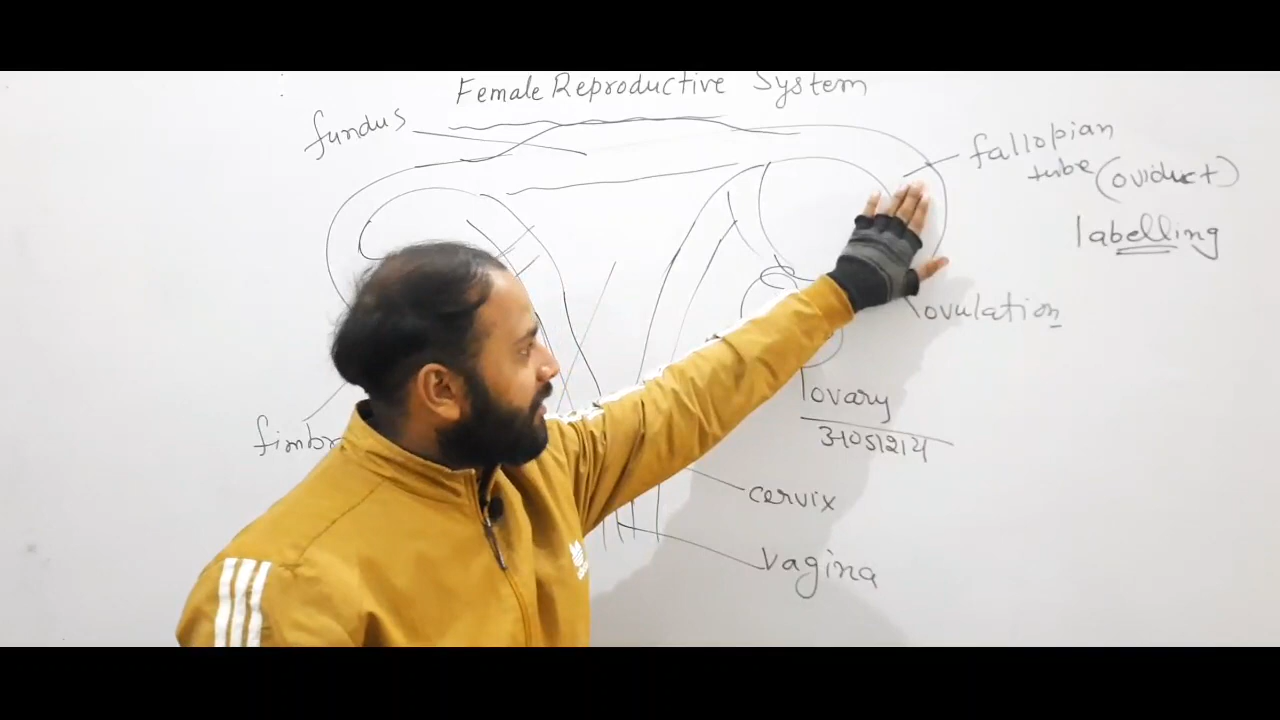 Female Reproductive System
fundus
fallopian
tube (oviduct)
labelling
ovulation
ovary
अण्डाशय
cervix
vagina